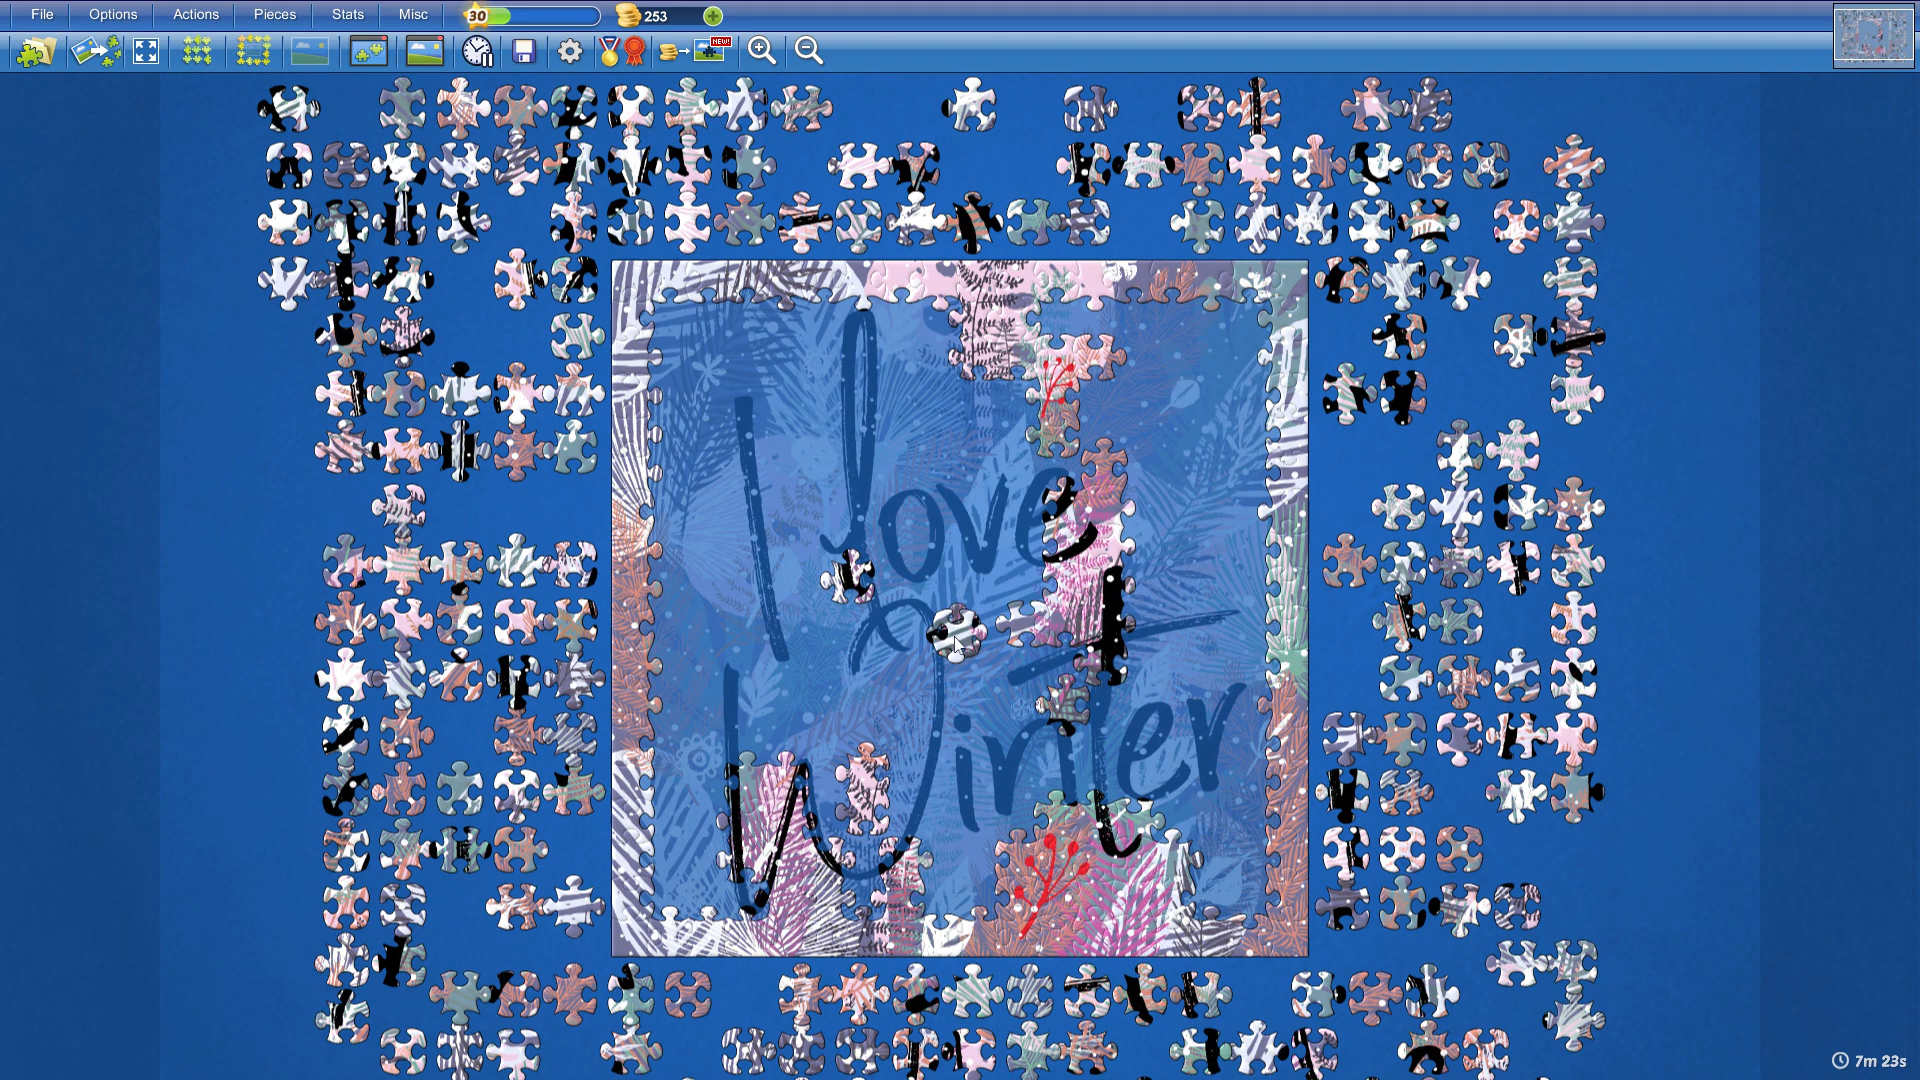 File Options Actions Pieces Stats Misc 30 253
NEW!
I love
Winter
7m 23s